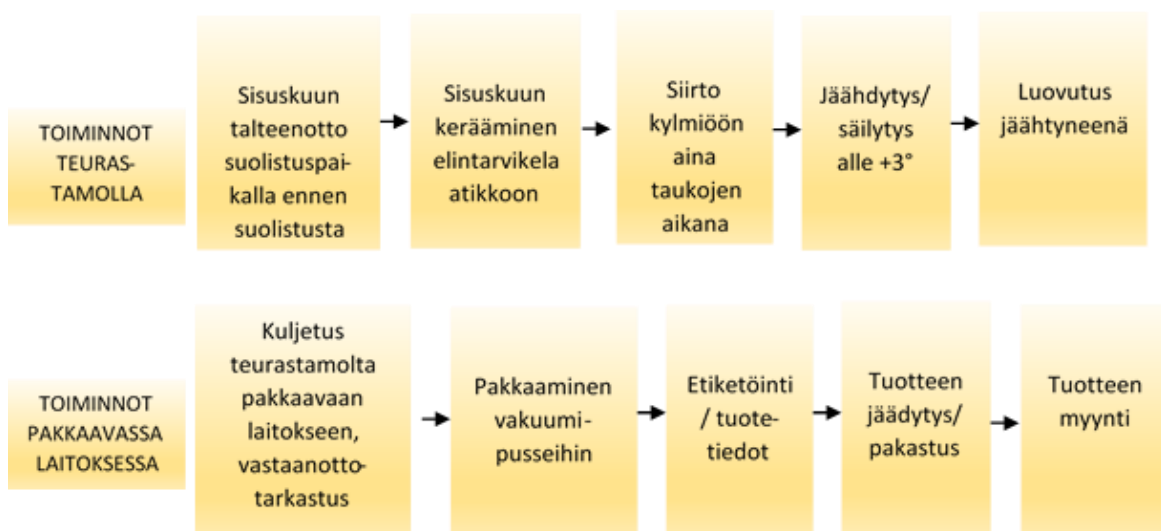 TOIMINNOT
TEURAS-
TAMOLLA
Sisuskuun
talteenotto
suolistuspai-
kalla ennen
suolistusta
Sisuskuun
kerääminen
elintarvikela
atikkoon
Siirto
kylmiöön
aina
taukojen
aikana
Jäähdytys/
säilytys
alle +3°
Luovutus
jäähtyneenä
TOIMINNOT
PAKKAAVASSA
LAITOKSESSA
Kuljetus
teurastamolta
pakkaavaan
laitokseen,
vastaanotto-
tarkastus
Pakkaaminen
vakuumi-
pusseihin
Etiketöinti
/ tuote-
tiedot
Tuotteen
jäädytys/
pakastus
Tuotteen
myynti